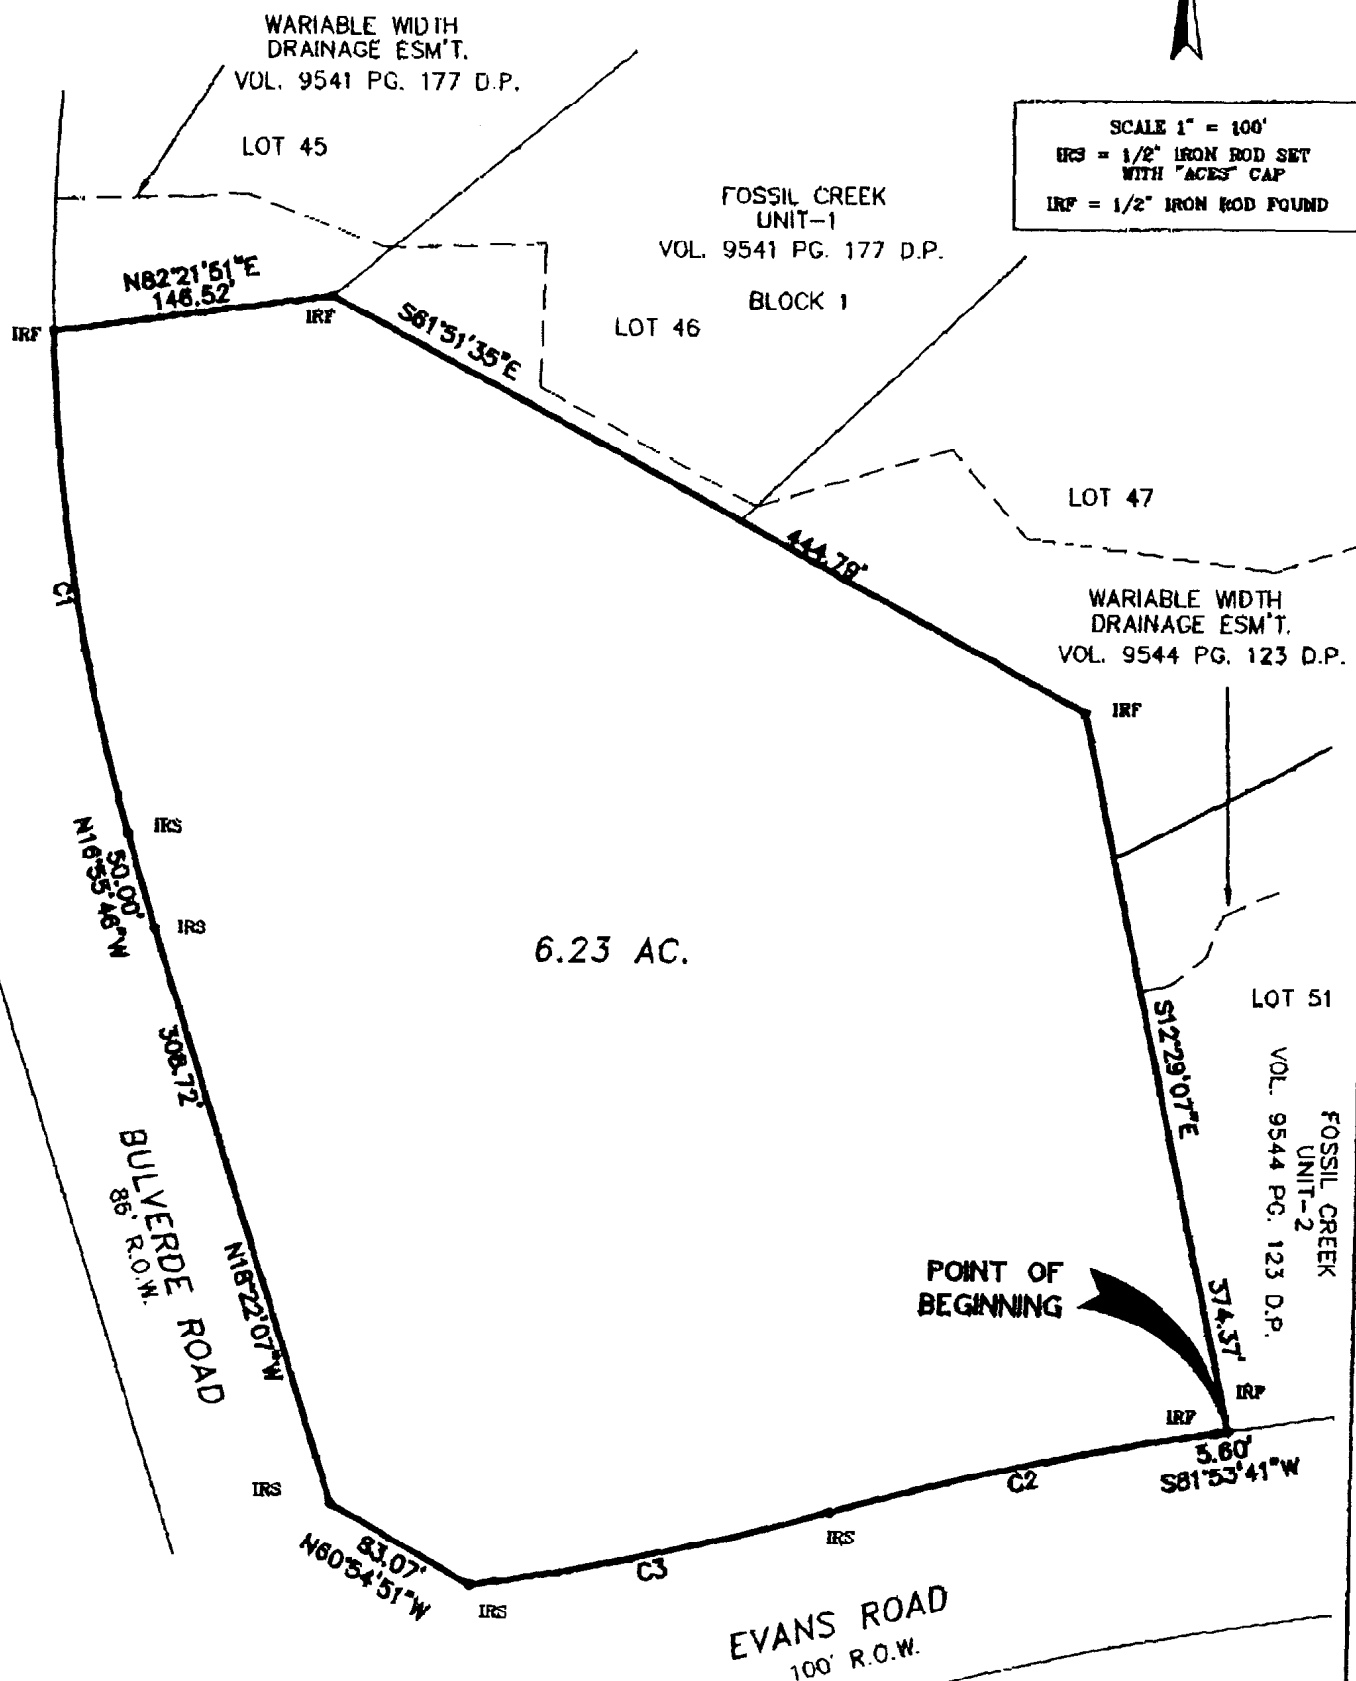 WARIABLE WIDTH
DRAINAGE ESM'T.
VOL. 9541 PG. 177 D.P.
LOT 45
SCALE 1" = 100'
IRS = 1/2" IRON ROD SET
WITH "ACES" CAP
IRF = 1/2" IRON ROD FOUND
FOSSIL CREEK
UNIT-1
VOL. 9541 PG. 177 D.P.
BLOCK 1
LOT 46
N82°21'51"E
146.52'
IRF
IRF
S61°51'35"E
444.79'
LOT 47
WARIABLE WIDTH
DRAINAGE ESM'T.
VOL. 9544 PG. 123 D.P.
IRF
C1
IRS
50.00'
N16°55'46"W
IRS
6.23 AC.
LOT 51
S12°29'07"E
VOL. 9544 PG. 123 D.P.
FOSSIL CREEK
UNIT-2
308.72'
BULVERDE ROAD
86' R.O.W.
N18°22'07"W
POINT OF
BEGINNING
374.37'
IRF
IRF
5.60'
S81°53'41"W
C2
IRS
IRS
83.07'
N60°54'51"W
C3
IRS
EVANS ROAD
100' R.O.W.